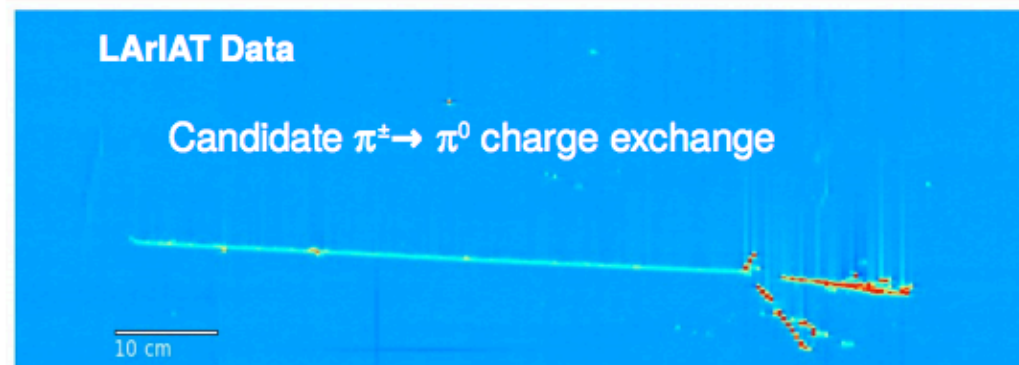 LArIAT Data
Candidate π±→ π⁰ charge exchange
10 cm